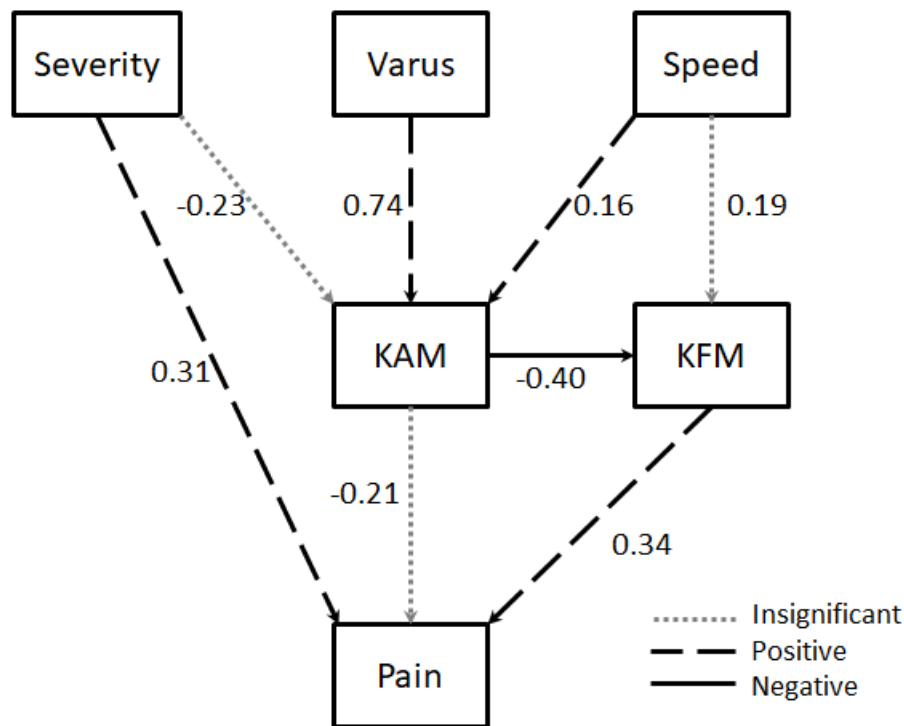 Severity Varus Speed
-0.23 0.74 0.16 0.19
KAM KFM
0.31 -0.40
-0.21
0.34
Insignificant
Positive
Pain
Negative